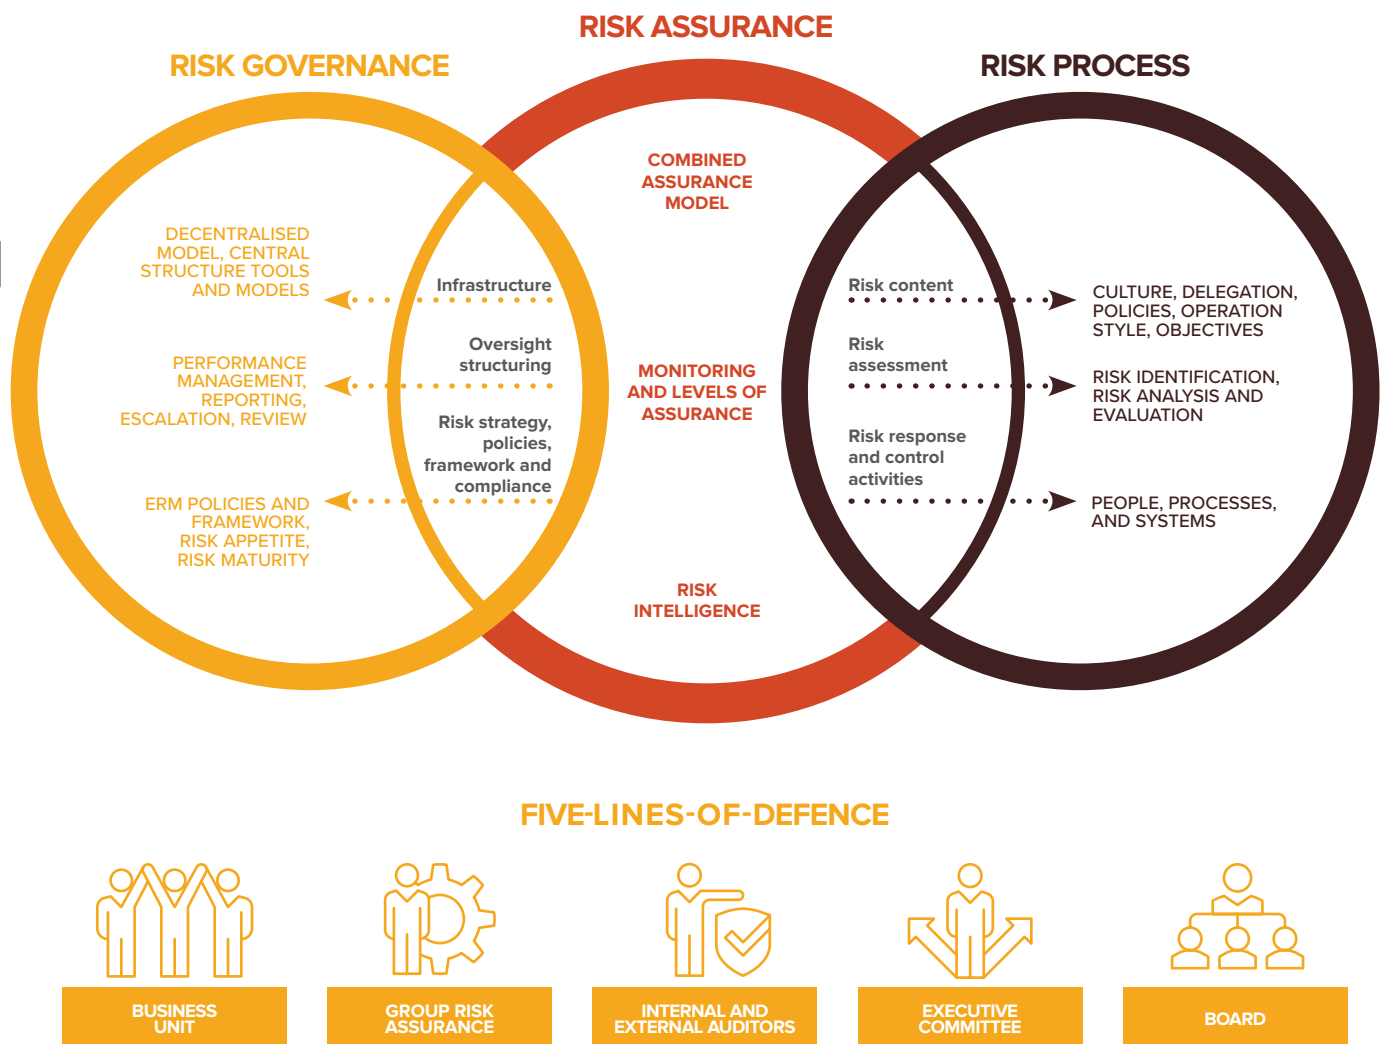 RISK ASSURANCE
RISK GOVERNANCE
RISK PROCESS
COMBINED
ASSURANCE
MODEL
DECENTRALISED
MODEL, CENTRAL
STRUCTURE TOOLS
AND MODELS
Infrastructure
PERFORMANCE
MANAGEMENT,
REPORTING,
ESCALATION, REVIEW
Oversight
structuring
ERM POLICIES AND
FRAMEWORK,
RISK APPETITE,
RISK MATURITY
Risk strategy,
policies,
framework and
compliance
MONITORING
AND LEVELS OF
ASSURANCE
RISK
INTELLIGENCE
Risk content
CULTURE, DELEGATION,
POLICIES, OPERATION
STYLE, OBJECTIVES
Risk
assessment
RISK IDENTIFICATION,
RISK ANALYSIS AND
EVALUATION
Risk response
and control
activities
PEOPLE, PROCESSES,
AND SYSTEMS
FIVE-LINES-OF-DEFENCE
BUSINESS
UNIT
GROUP RISK
ASSURANCE
INTERNAL AND
EXTERNAL AUDITORS
EXECUTIVE
COMMITTEE
BOARD